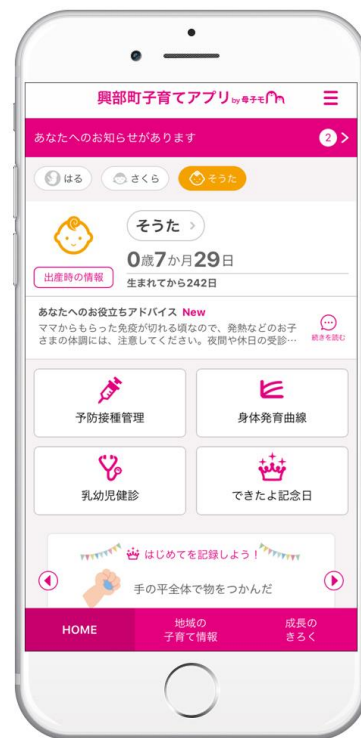 興部町子育てアプリby母子モ
あなたへのお知らせがあります 2
はる さくら そうた
そうた
0歳7か月29日
出産時の情報
生まれてから242日
あなたへのお役立ちアドバイス New
ママからもらった免疫が切れる頃なので、発熱などのお子
さまの体調には、注意してください。夜間や休日の受診…
続きを読む
予防接種管理 身体発育曲線
乳幼児健診 できたよ記念日
はじめてを記録しよう！
手の平全体で物をつかんだ
HOME
地域の
子育て情報
成長の
きろく